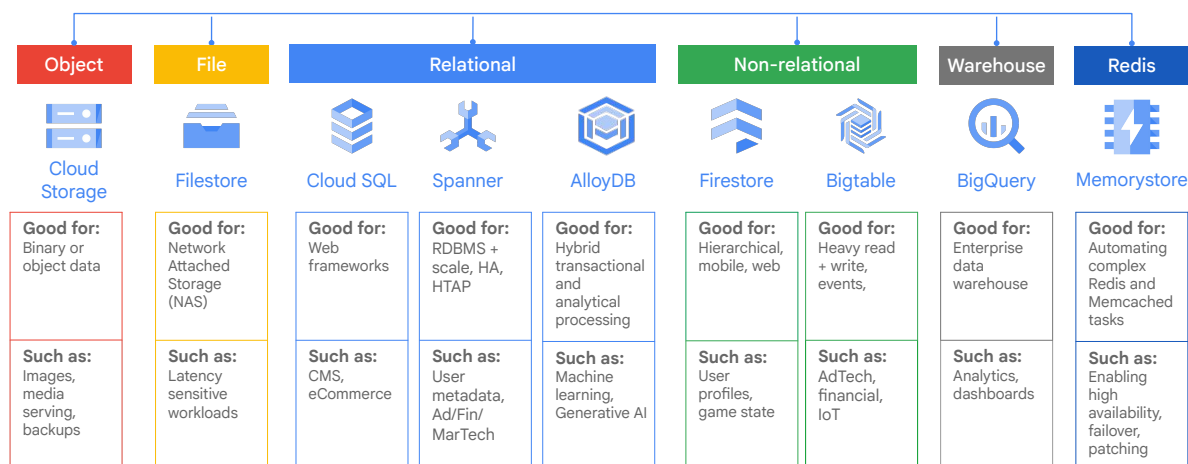 Object
File
Relational
Non-relational
Warehouse
Redis
Cloud
Storage
Filestore
Cloud SQL
Spanner
AlloyDB
Firestore
Bigtable
BigQuery
Memorystore
Good for:
Binary or
object data
Good for:
Network
Attached
Storage
(NAS)
Good for:
Web
frameworks
Good for:
RDBMS +
scale, HA,
HTAP
Good for:
Hybrid
transactional
and
analytical
processing
Good for:
Hierarchical,
mobile, web
Good for:
Heavy read
+ write,
events,
Good for:
Enterprise
data
warehouse
Good for:
Automating
complex
Redis and
Memcached
tasks
Such as:
Images,
media
serving,
backups
Such as:
Latency
sensitive
workloads
Such as:
CMS,
eCommerce
Such as:
User
metadata,
Ad/Fin/
MarTech
Such as:
Machine
learning,
Generative AI
Such as:
User
profiles,
game state
Such as:
AdTech,
financial,
IoT
Such as:
Analytics,
dashboards
Such as:
Enabling
high
availability,
failover,
patching